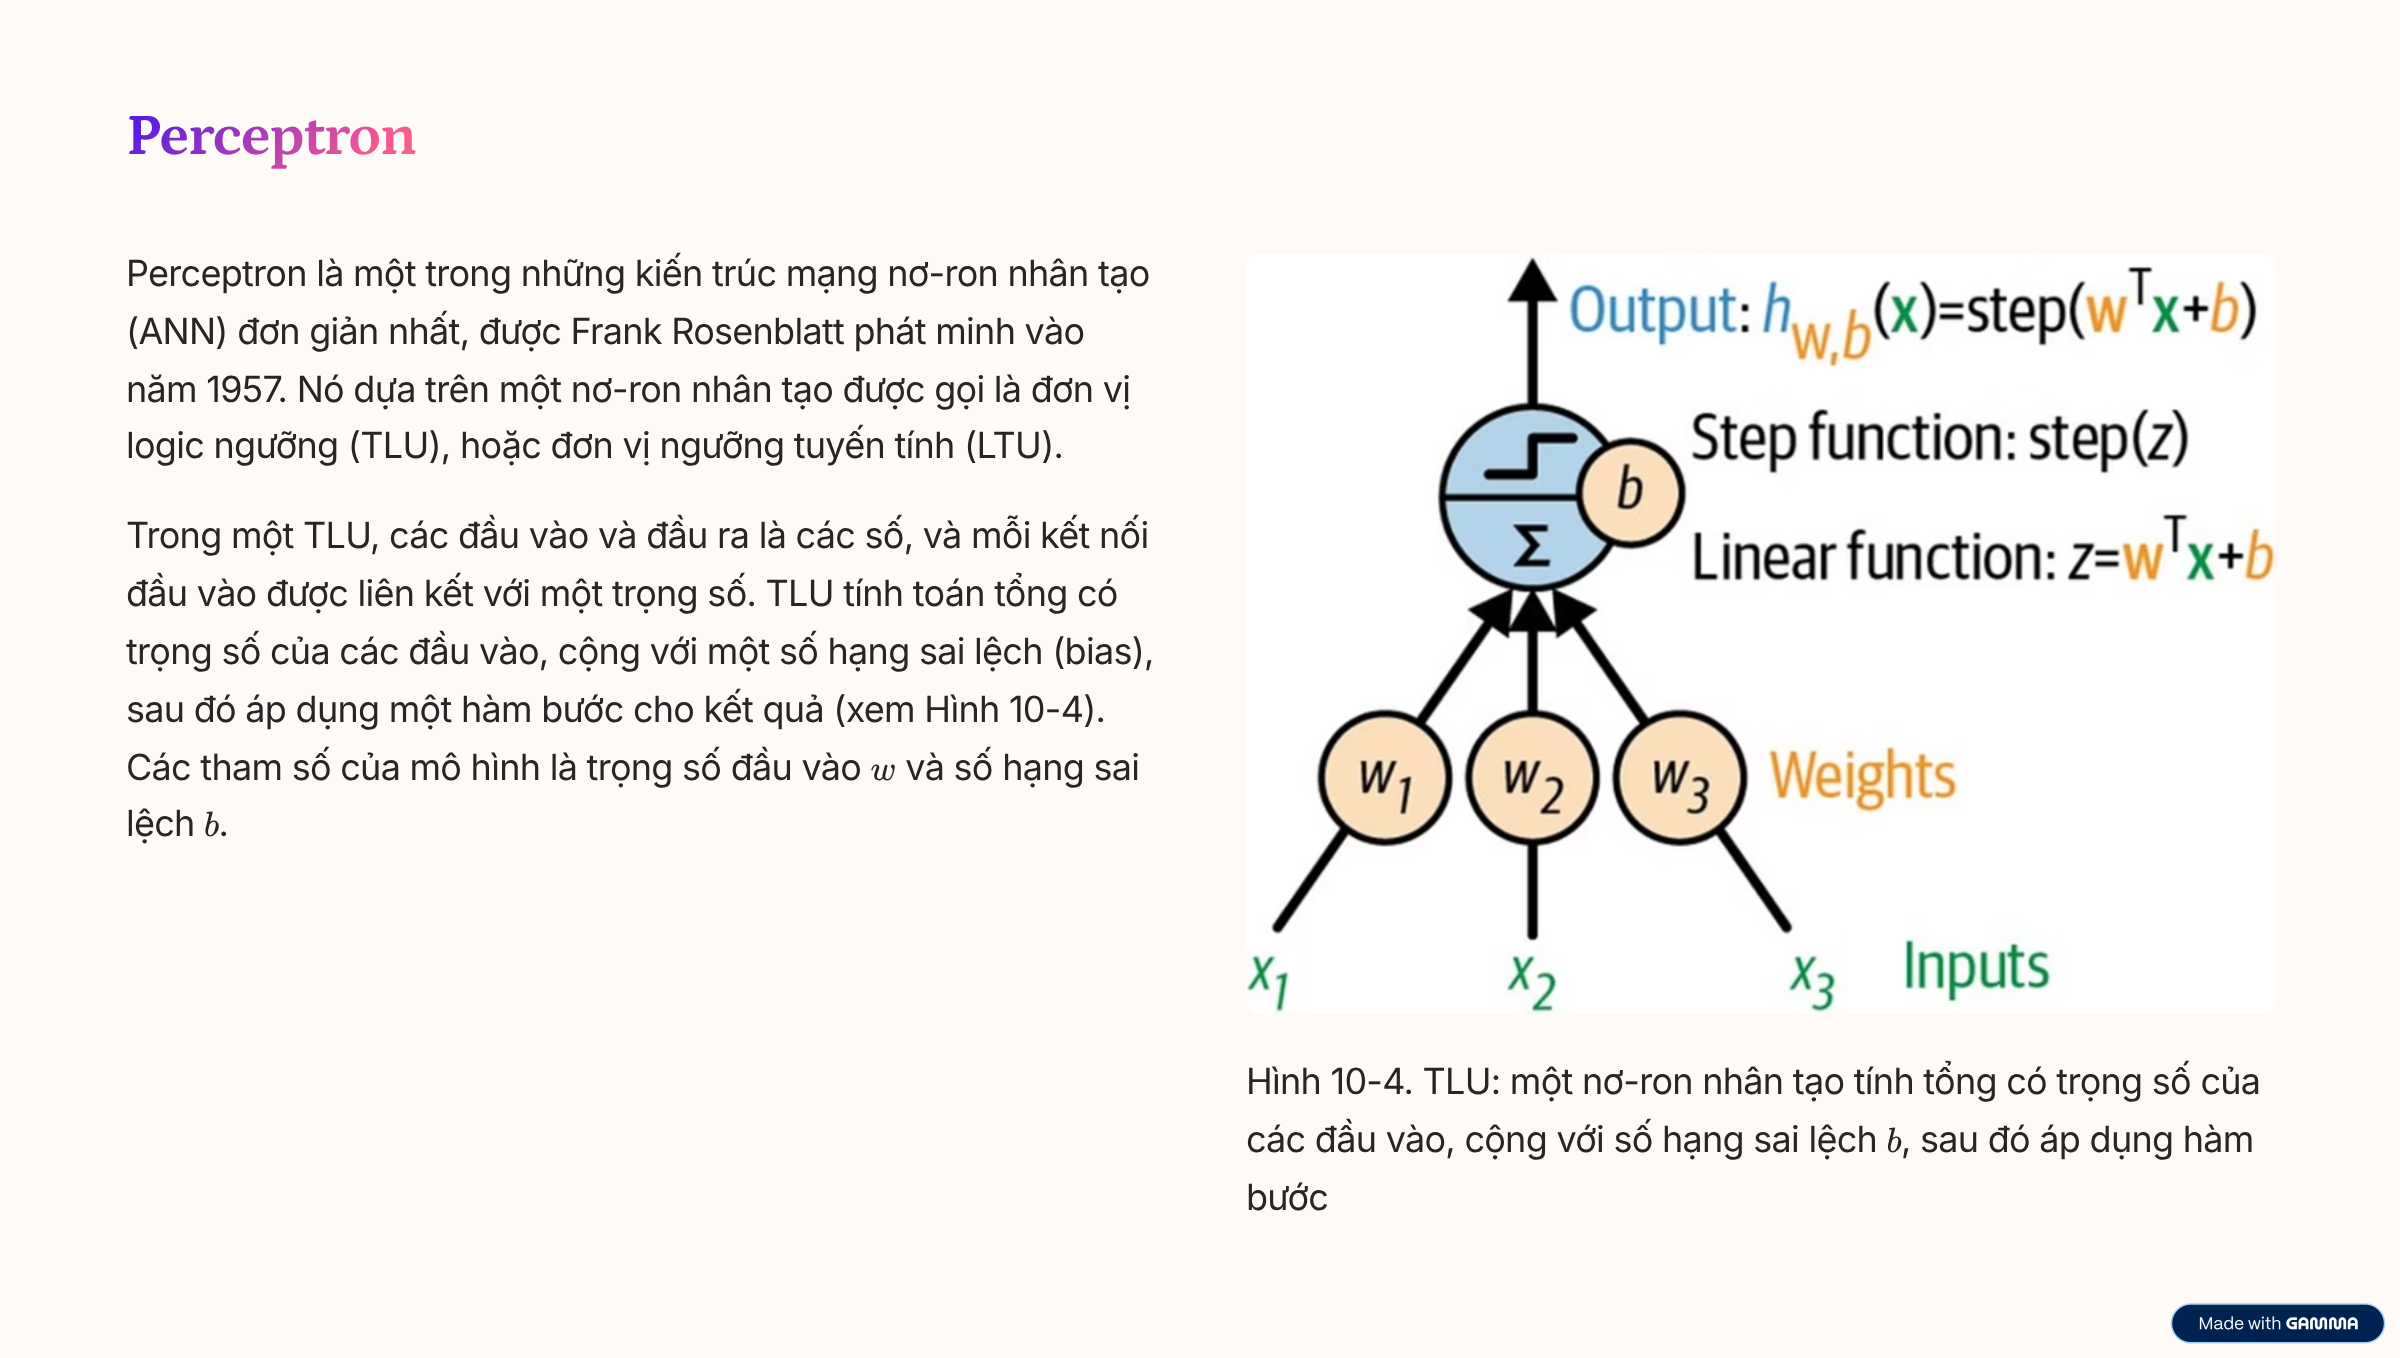 Perceptron
Perceptron là một trong những kiến trúc mạng nơ-ron nhân tạo
(ANN) đơn giản nhất, được Frank Rosenblatt phát minh vào
năm 1957. Nó dựa trên một nơ-ron nhân tạo được gọi là đơn vị
logic ngưỡng (TLU), hoặc đơn vị ngưỡng tuyến tính (LTU).
Trong một TLU, các đầu vào và đầu ra là các số, và mỗi kết nối
đầu vào được liên kết với một trọng số. TLU tính toán tổng có
trọng số của các đầu vào, cộng với một số hạng sai lệch (bias),
sau đó áp dụng một hàm bước cho kết quả (xem Hình 10-4).
Các tham số của mô hình là trọng số đầu vào w và số hạng sai
lệch b.
Output: h_{w,b}(x)=step(w^Tx+b)
Step function: step(z)
b
Σ
Linear function: z=w^Tx+b
w_1 w_2 w_3 Weights
x_1 x_2 x_3 Inputs
Hình 10-4. TLU: một nơ-ron nhân tạo tính tổng có trọng số của
các đầu vào, cộng với số hạng sai lệch b, sau đó áp dụng hàm
bước
Made with GAMMA